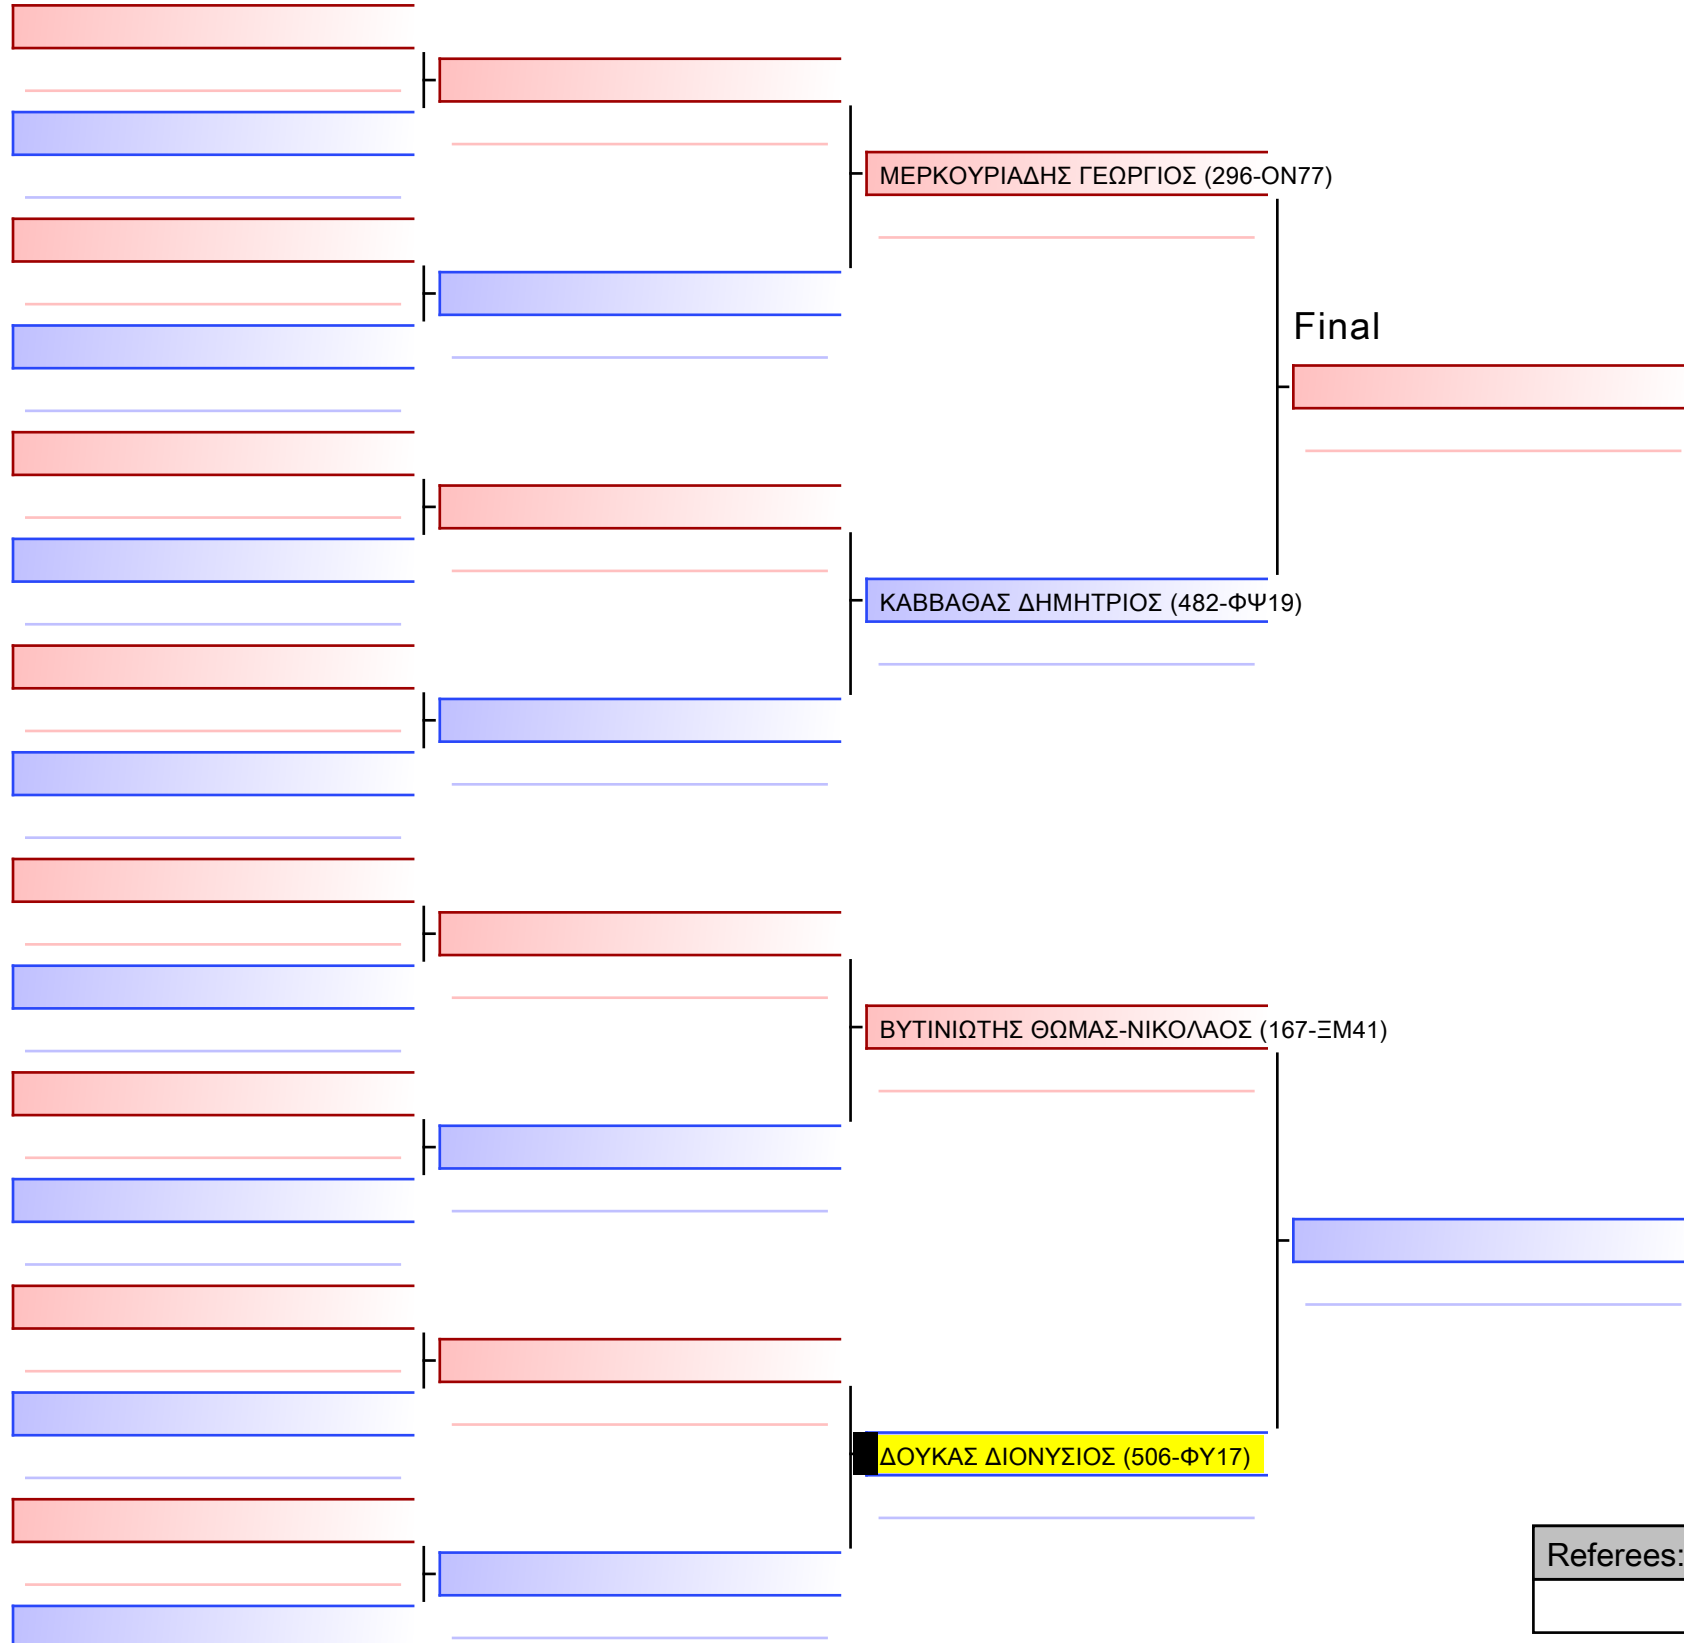 ΜΕΡΚΟΥΡΙΑΔΗΣ ΓΕΩΡΓΙΟΣ (296-ΟΝ77)
Final
ΚΑΒΒΑΘΑΣ ΔΗΜΗΤΡΙΟΣ (482-ΦΨ19)
ΒΥΤΙΝΙΩΤΗΣ ΘΩΜΑΣ-ΝΙΚΟΛΑΟΣ (167-ΞΜ41)
ΔΟΥΚΑΣ ΔΙΟΝΥΣΙΟΣ (506-ΦΥ17)
Referees: